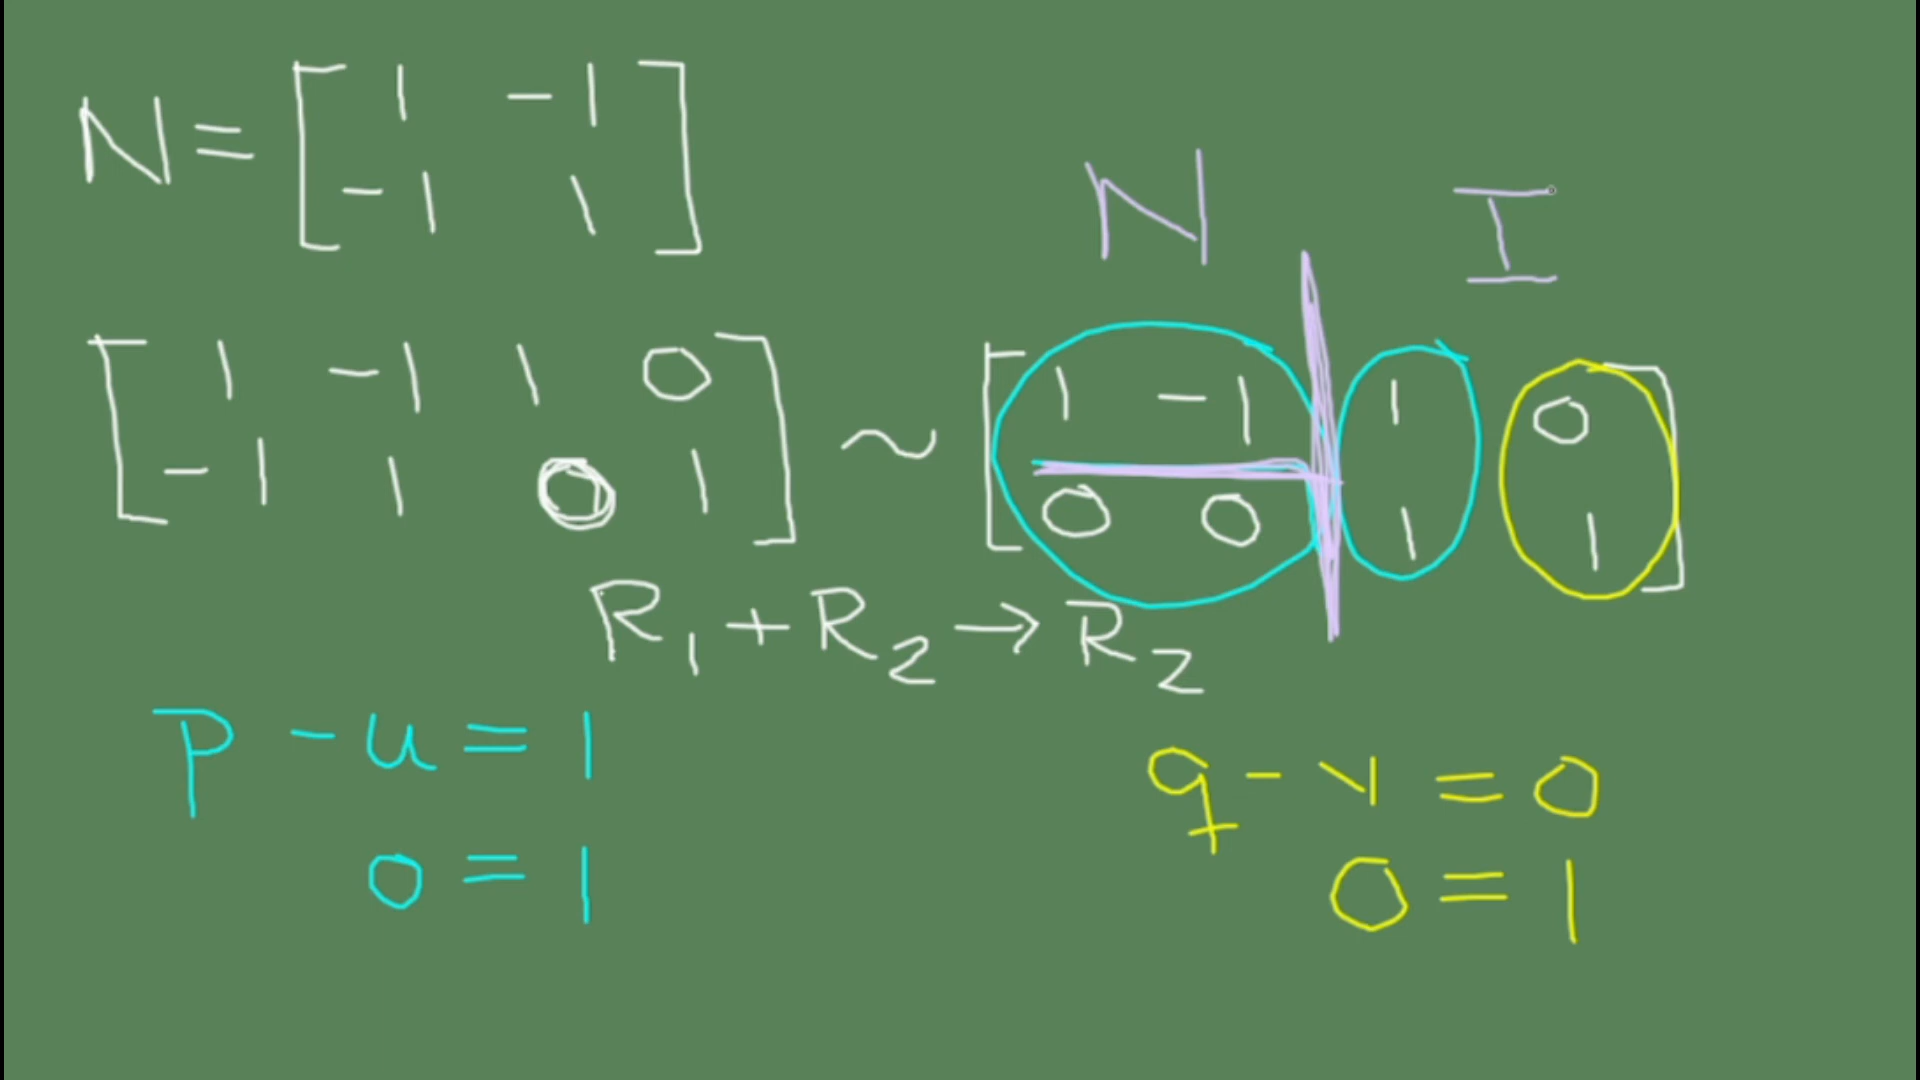 N = [ 1 -1
-1 1 ]
N I
[ 1 -1 1 0
-1 1 0 1 ] ~ [ 1 -1 1 0
0 0 1 1 ]
R1 + R2 → R2
p - u = 1
0 = 1
q - v = 0
0 = 1